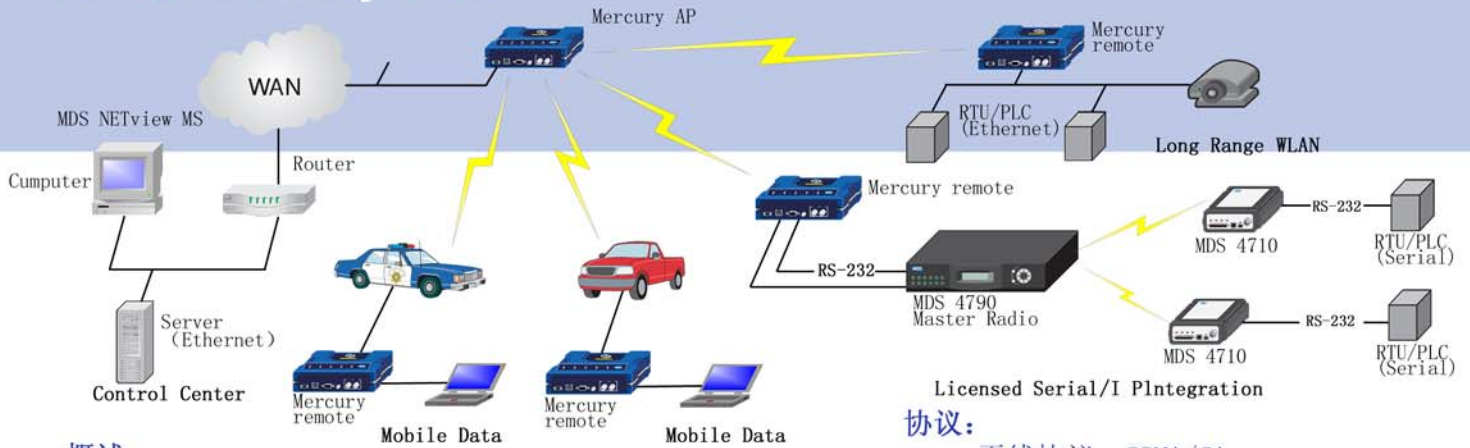 Mercury AP
Mercury
remote
WAN
MDS NETview MS
RTU/PLC
(Ethernet)
Long Range WLAN
Router
Cumputer
Mercury remote
RS-232
MDS 4710
RTU/PLC
(Serial)
RS-232
MDS 4790
Master Radio
Server
(Ethernet)
RS-232
MDS 4710
RTU/PLC
(Serial)
Control Center
Mercury
remote
Mobile Data
Mercury
remote
Mobile Data
Licensed Serial/I PIntegration
协议: